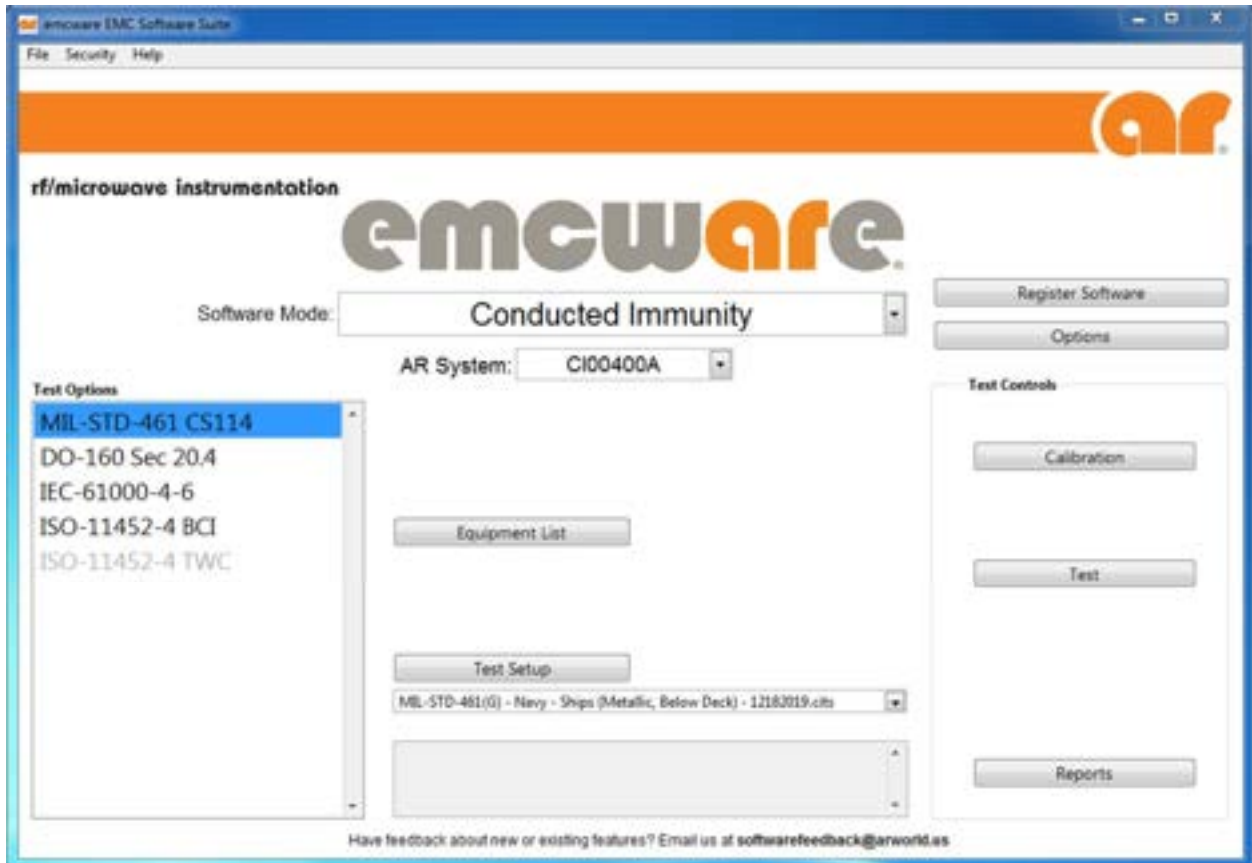 emcware EMC Software Suite
File Security Help
ar
rf/microwave instrumentation
emcware
Software Mode: Conducted Immunity
Register Software
Options
AR System: CI00400A
Test Options
MIL-STD-461 CS114
DO-160 Sec 20.4
IEC-61000-4-6
ISO-11452-4 BCI
ISO-11452-4 TWC
Equipment List
Test Setup
MIL-STD-461(G) - Navy - Ships (Metallic, Below Deck) - 12182019.cits
Test Controls
Calibration
Test
Reports
Have feedback about new or existing features? Email us at softwarefeedback@arworld.us